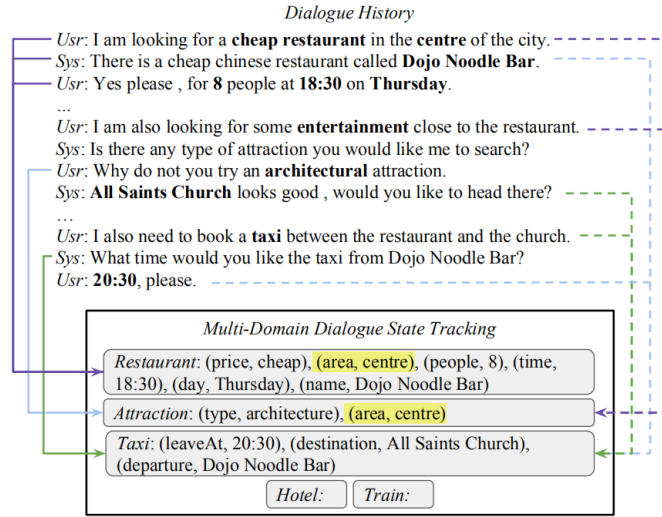 Dialogue History
Usr: I am looking for a cheap restaurant in the centre of the city.
Sys: There is a cheap chinese restaurant called Dojo Noodle Bar.
Usr: Yes please , for 8 people at 18:30 on Thursday.
...
Usr: I am also looking for some entertainment close to the restaurant.
Sys: Is there any type of attraction you would like me to search?
Usr: Why do not you try an architectural attraction.
Sys: All Saints Church looks good , would you like to head there?
...
Usr: I also need to book a taxi between the restaurant and the church.
Sys: What time would you like the taxi from Dojo Noodle Bar?
Usr: 20:30, please.
Multi-Domain Dialogue State Tracking
Restaurant: (price, cheap), (area, centre), (people, 8), (time,
18:30), (day, Thursday), (name, Dojo Noodle Bar)
Attraction: (type, architecture), (area, centre)
Taxi: (leaveAt, 20:30), (destination, All Saints Church),
(departure, Dojo Noodle Bar)
Hotel: Train: